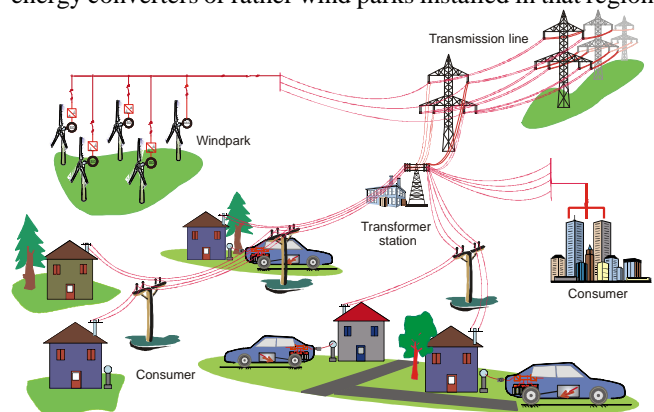 energy converters or rather wind parks installed in that region
Transmission line
Windpark
Transformer
station
Consumer
Consumer